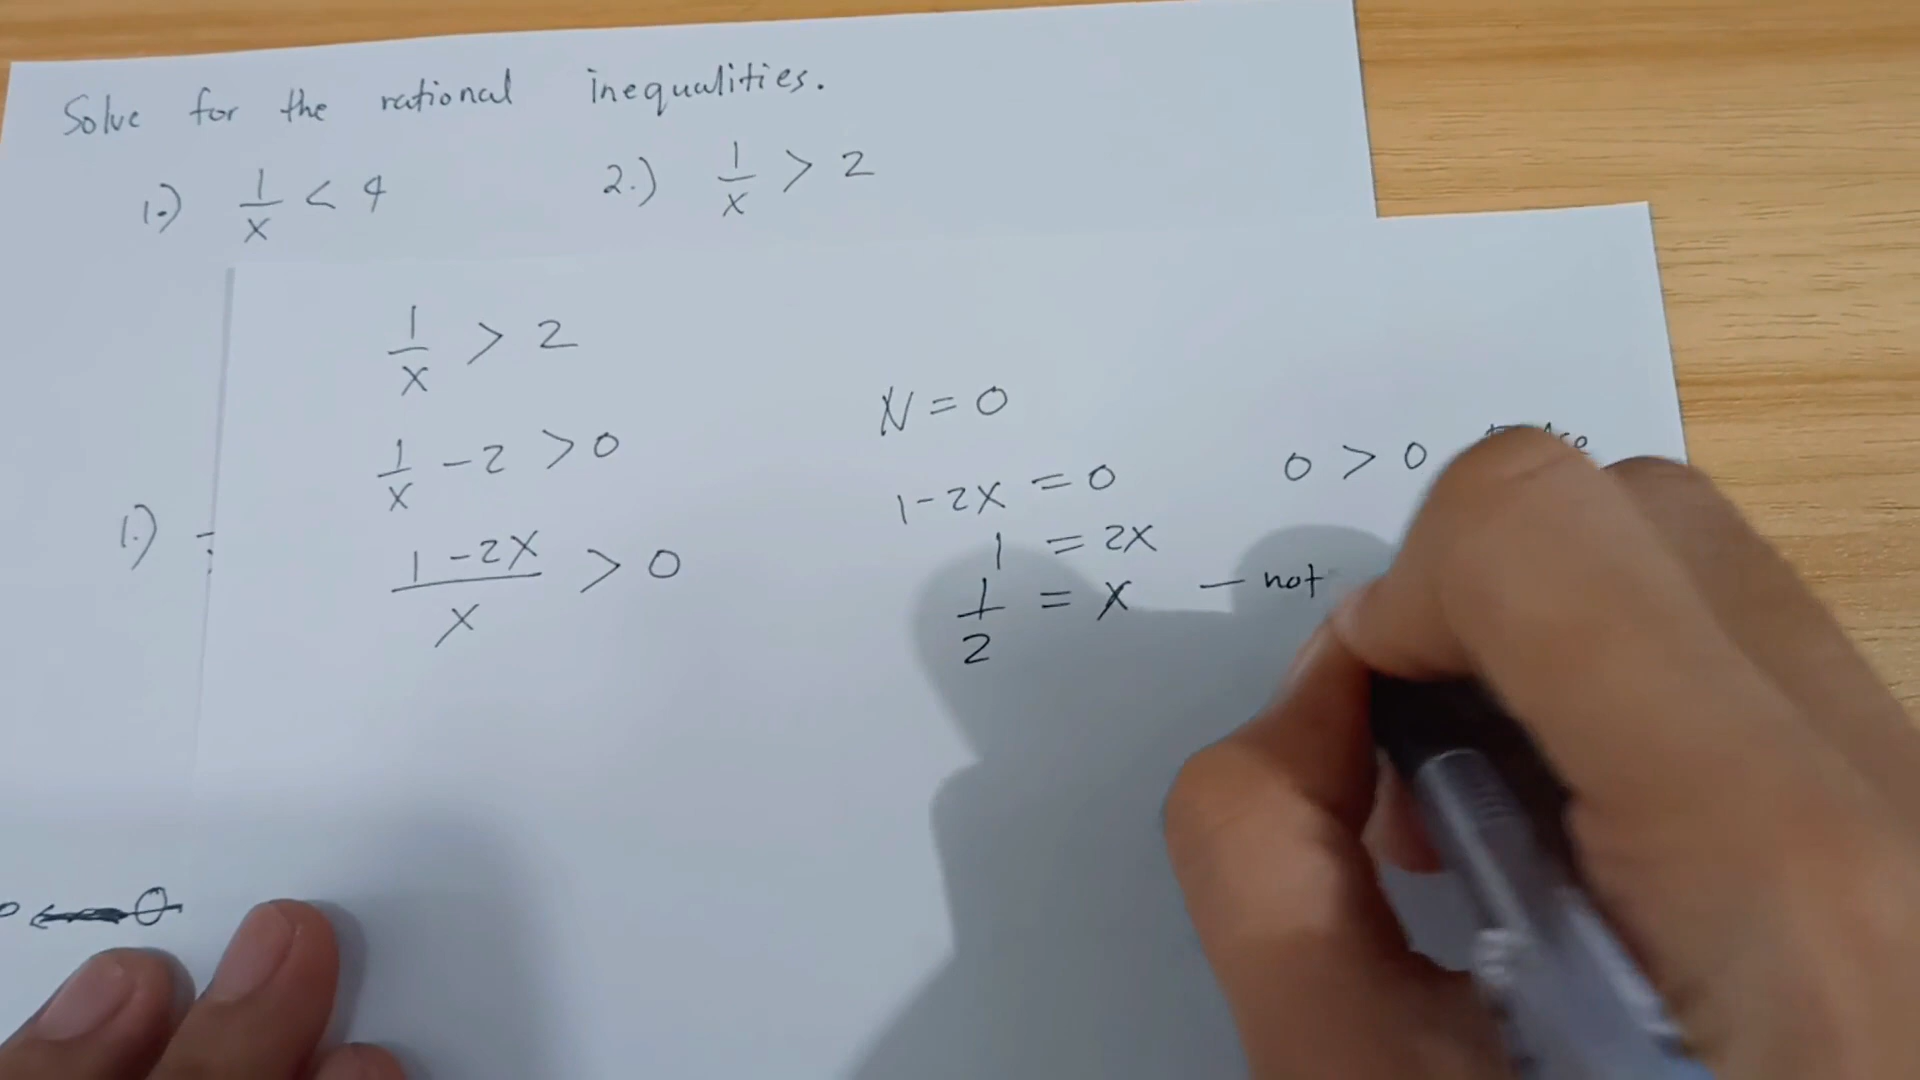 Solve for the rational inequalities.
1.) 1/x < 4 2.) 1/x > 2
1/x > 2
1/x - 2 > 0
1.)
(1 - 2x)/x > 0
N = 0
1 - 2x = 0
1 = 2x
1/2 = x — not
0 > 0